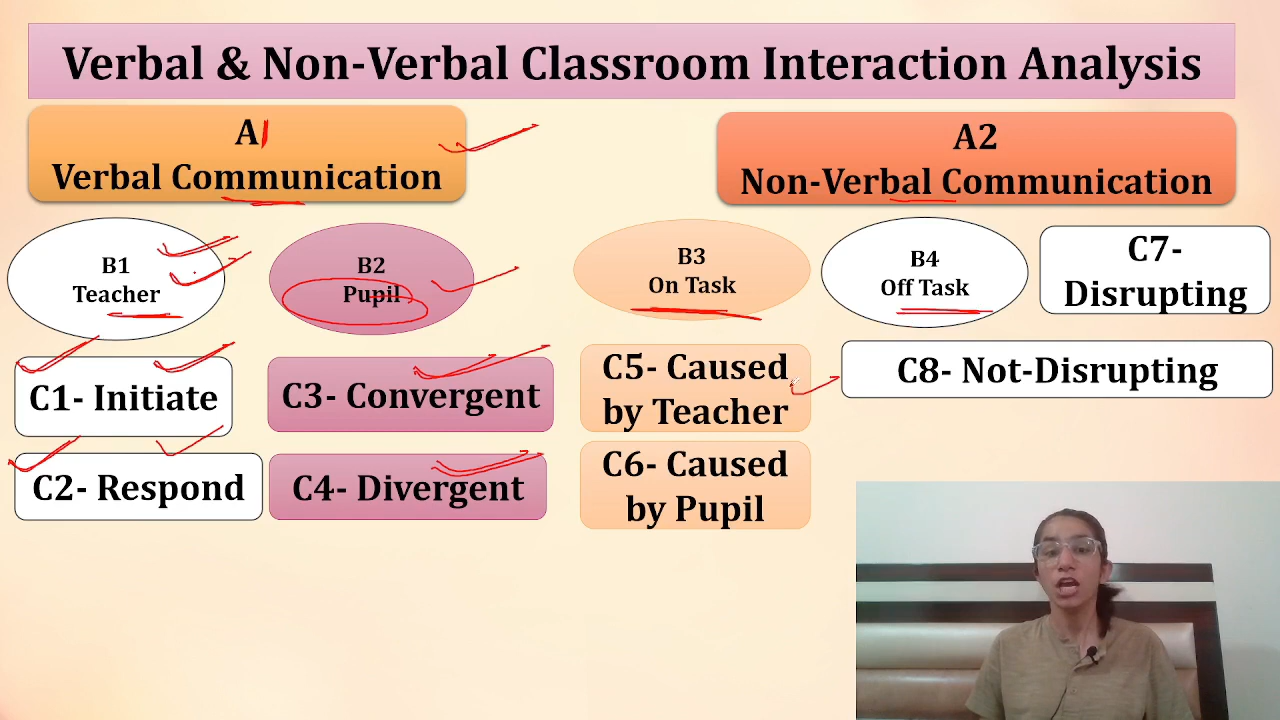 Verbal & Non-Verbal Classroom Interaction Analysis
A1
Verbal Communication
A2
Non-Verbal Communication
B1
Teacher
B2
Pupil
B3
On Task
B4
Off Task
C7-
Disrupting
C1- Initiate
C3- Convergent
C5- Caused
by Teacher
C8- Not-Disrupting
C2- Respond
C4- Divergent
C6- Caused
by Pupil